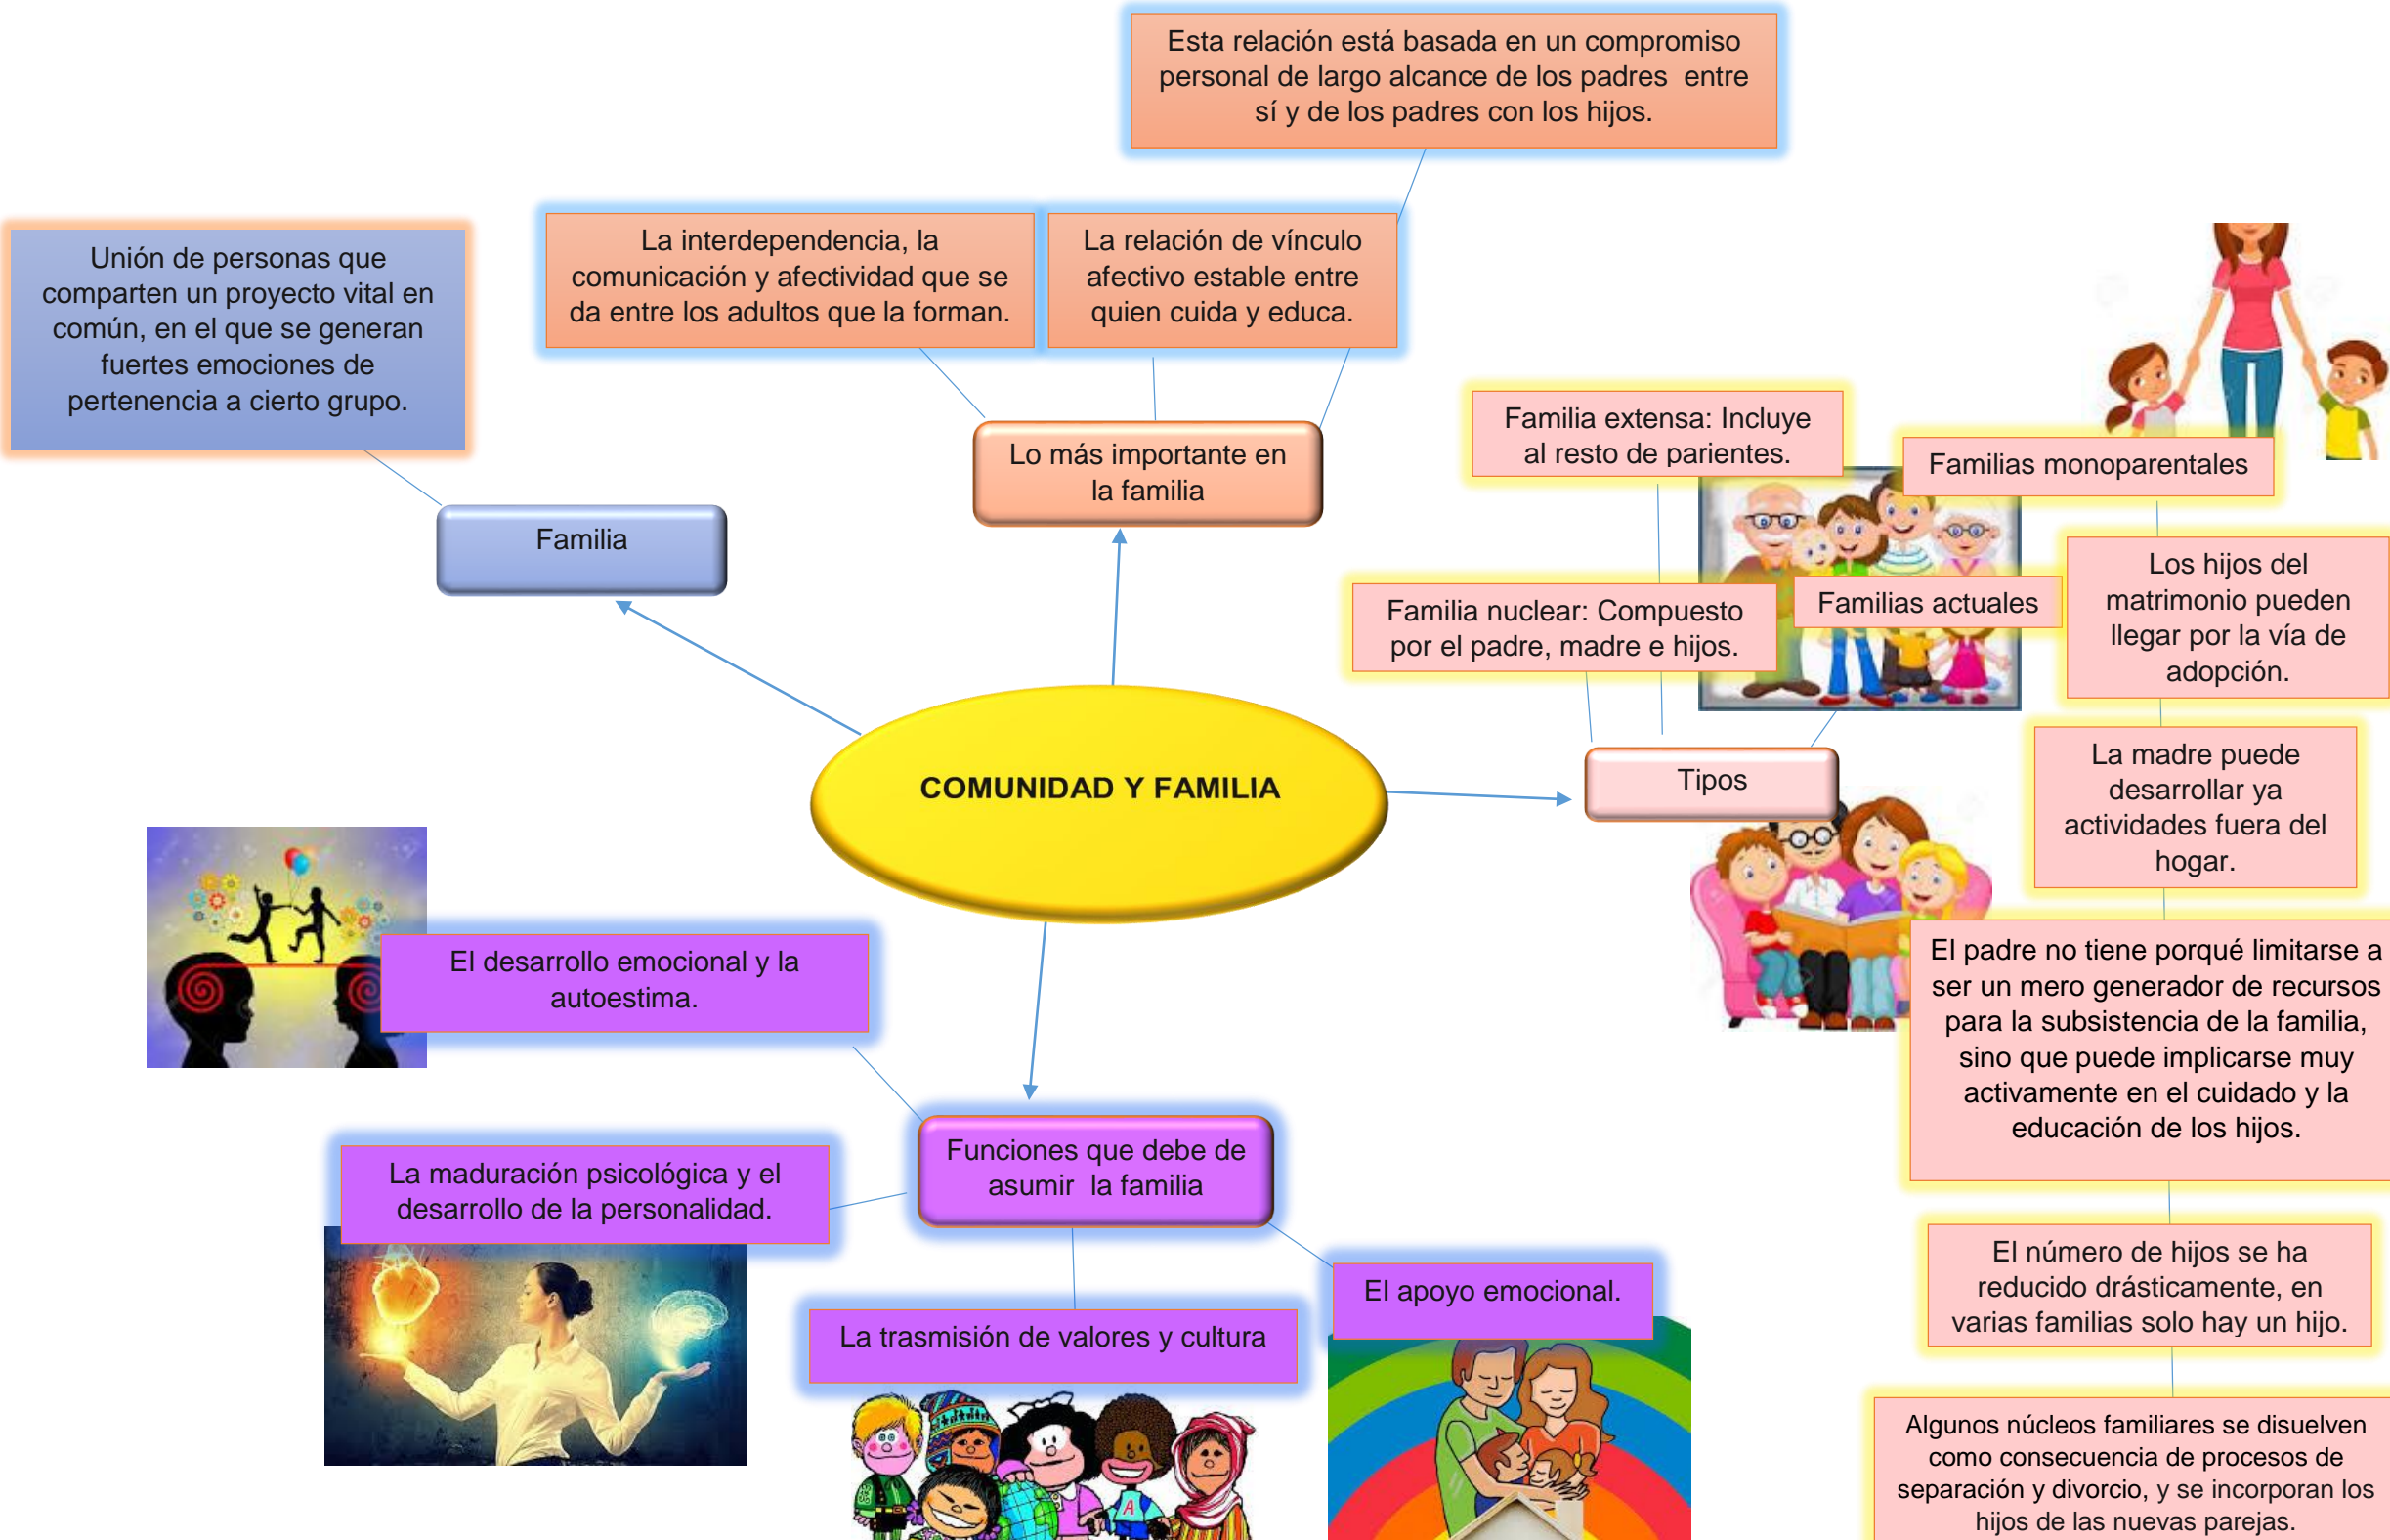 Esta relación está basada en un compromiso
personal de largo alcance de los padres  entre
sí y de los padres con los hijos.
Unión de personas que
comparten un proyecto vital en
común, en el que se generan
fuertes emociones de
pertenencia a cierto grupo.
La interdependencia, la
comunicación y afectividad que se
da entre los adultos que la forman.
La relación de vínculo
afectivo estable entre
quien cuida y educa.
Lo más importante en
la familia
Familia
Familia extensa: Incluye
al resto de parientes.
Familias monoparentales
Familia nuclear: Compuesto
por el padre, madre e hijos.
Familias actuales
Los hijos del
matrimonio pueden
llegar por la vía de
adopción.
COMUNIDAD Y FAMILIA
Tipos
La madre puede
desarrollar ya
actividades fuera del
hogar.
El padre no tiene porqué limitarse a
ser un mero generador de recursos
para la subsistencia de la familia,
sino que puede implicarse muy
activamente en el cuidado y la
educación de los hijos.
El número de hijos se ha
reducido drásticamente, en
varias familias solo hay un hijo.
Algunos núcleos familiares se disuelven
como consecuencia de procesos de
separación y divorcio, y se incorporan los
hijos de las nuevas parejas.
El desarrollo emocional y la
autoestima.
Funciones que debe de
asumir  la familia
La maduración psicológica y el
desarrollo de la personalidad.
La trasmisión de valores y cultura
El apoyo emocional.
A